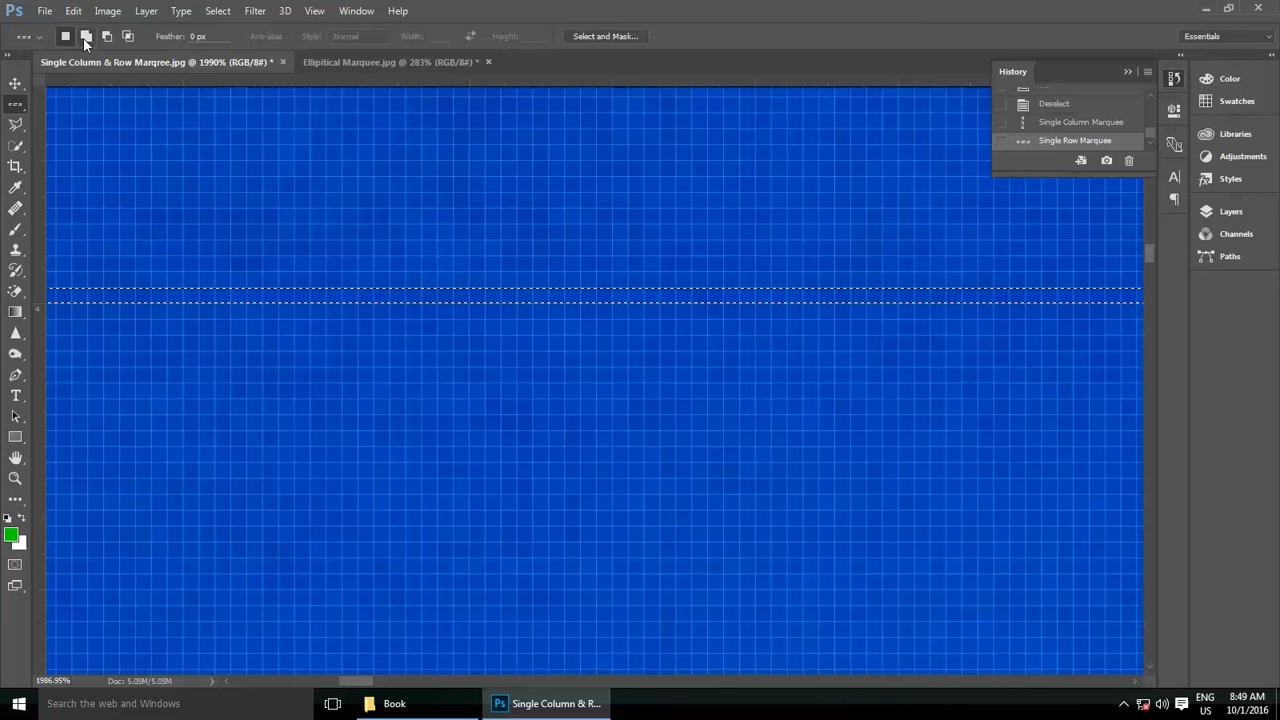 Ps File Edit Image Layer Type Select Filter 3D View Window Help
Feather: 0 px Anti-alias Style: Normal Width: Height: Select and Mask... Essentials
Single Column & Row Marqree.jpg @ 1990% (RGB/8#) * × Ellipitical Marquee.jpg @ 283% (RGB/8#) * ×
History
Deselect
Single Column Marquee
Single Row Marquee
Color
Swatches
Libraries
Adjustments
Styles
Layers
Channels
Paths
4
1986.95% Doc: 5.05M/5.05M
Search the web and Windows Book Ps Single Column & R... ENG 8:49 AM
US 10/1/2016